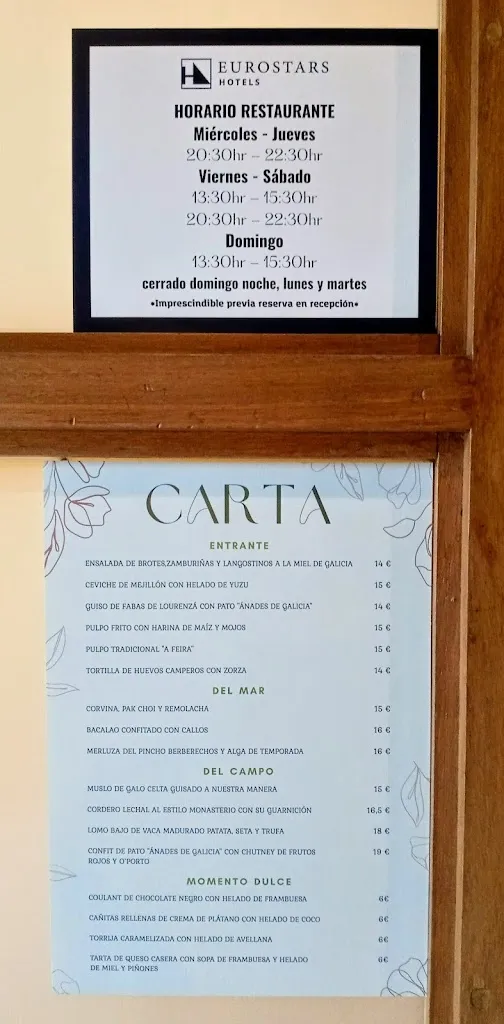 EUROSTARS
HOTELS
HORARIO RESTAURANTE
Miércoles - Jueves
20:30hr – 22:30hr
Viernes - Sábado
13:30hr – 15:30hr
20:30hr – 22:30hr
Domingo
13:30hr – 15:30hr
cerrado domingo noche, lunes y martes
•Imprescindible previa reserva en recepción•
CARTA
ENTRANTE
ENSALADA DE BROTES,ZAMBURIÑAS Y LANGOSTINOS A LA MIEL DE GALICIA 14 €
CEVICHE DE MEJILLÓN CON HELADO DE YUZU 15 €
GUISO DE FABAS DE LOURENZÁ CON PATO "ÁNADES DE GALICIA" 14 €
PULPO FRITO CON HARINA DE MAÍZ Y MOJOS 15 €
PULPO TRADICIONAL "A FEIRA" 15 €
TORTILLA DE HUEVOS CAMPEROS CON ZORZA 14 €
DEL MAR
CORVINA, PAK CHOI Y REMOLACHA 15 €
BACALAO CONFITADO CON CALLOS 16 €
MERLUZA DEL PINCHO BERBERECHOS Y ALGA DE TEMPORADA 16 €
DEL CAMPO
MUSLO DE GALO CELTA GUISADO A NUESTRA MANERA 15 €
CORDERO LECHAL AL ESTILO MONASTERIO CON SU GUARNICIÓN 16,5 €
LOMO BAJO DE VACA MADURADO PATATA, SETA Y TRUFA 18 €
CONFIT DE PATO "ÁNADES DE GALICIA" CON CHUTNEY DE FRUTOS 19 €
ROJOS Y O'PORTO
MOMENTO DULCE
COULANT DE CHOCOLATE NEGRO CON HELADO DE FRAMBUESA 6€
CAÑITAS RELLENAS DE CREMA DE PLÁTANO CON HELADO DE COCO 6€
TORRIJA CARAMELIZADA CON HELADO DE AVELLANA 6€
TARTA DE QUESO CASERA CON SOPA DE FRAMBUESA Y HELADO 6€
DE MIEL Y PIÑONES